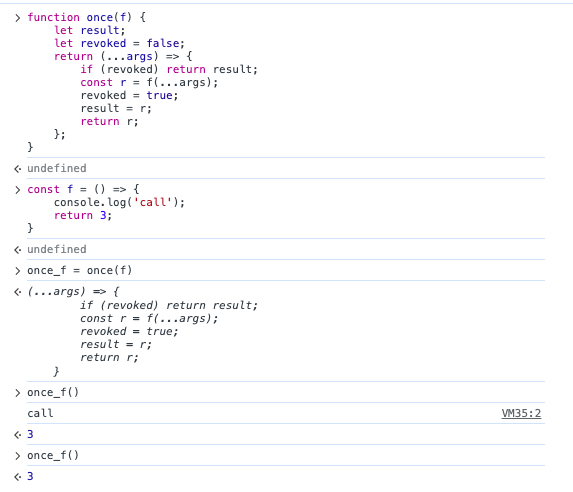 > function once(f) {
let result;
let revoked = false;
return (...args) => {
if (revoked) return result;
const r = f(...args);
revoked = true;
result = r;
return r;
};
}
<· undefined
> const f = () => {
console.log('call');
return 3;
}
<· undefined
> once_f = once(f)
<· (...args) => {
if (revoked) return result;
const r = f(...args);
revoked = true;
result = r;
return r;
}
> once_f()
call VM35:2
<· 3
> once_f()
<· 3